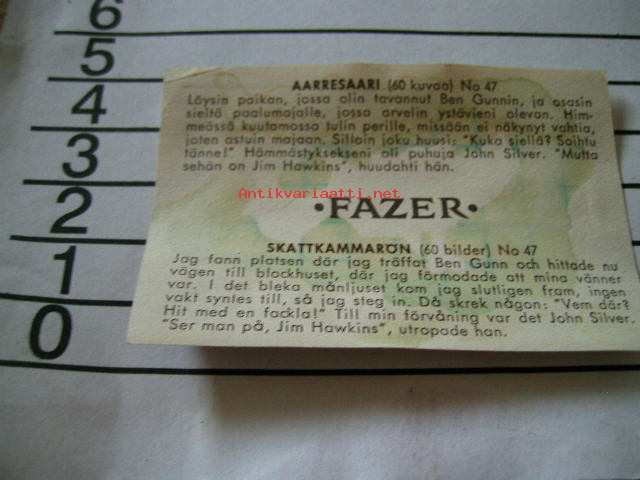 6
5
4
3
2
1
0
AARRESAARI (60 kuvaa) No 47
Löysin paikan, jossa olin tavannut Ben Gunnin, ja osasin
sieltä paalumajalle, jossa arvelin ystävieni olevan. Him-
meässä kuutamossa tulin perille, missään ei näkynyt vahtia,
joten astuin majaan. Silloin joku huusi: "Kuka siellä? Soihtu
tänne!" Hämmästyksekseni oli puhuja John Silver. "Mutta
sehän on Jim Hawkins", huudahti hän.
Antikvariaatti.net
•FAZER•
SKATTKAMMARÖN (60 bilder) No 47
Jag fann platsen där jag träffat Ben Gunn och hittade nu
vägen till blockhuset, där jag förmodade att mina vänner
var. I det bleka månljuset kom jag slutligen fram, ingen
vakt syntes till, så jag steg in. Då skrek någon: "Vem där?
Hit med en fackla!" Till min förvåning var det John Silver.
"Ser man på, Jim Hawkins", utropade han.